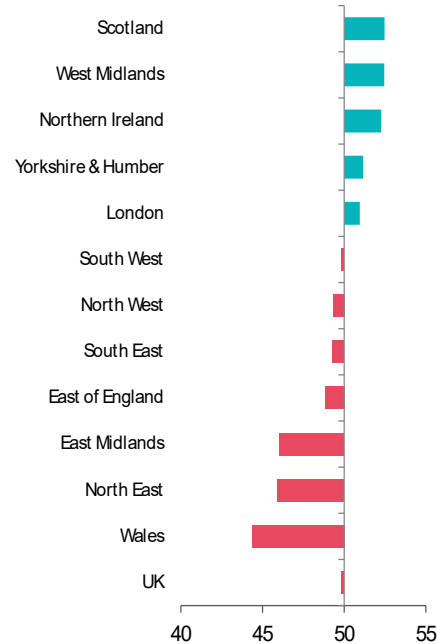 Scotland
West Midlands
Northern Ireland
Yorkshire & Humber
London
South West
North West
South East
East of England
East Midlands
North East
Wales
UK
40 45 50 55